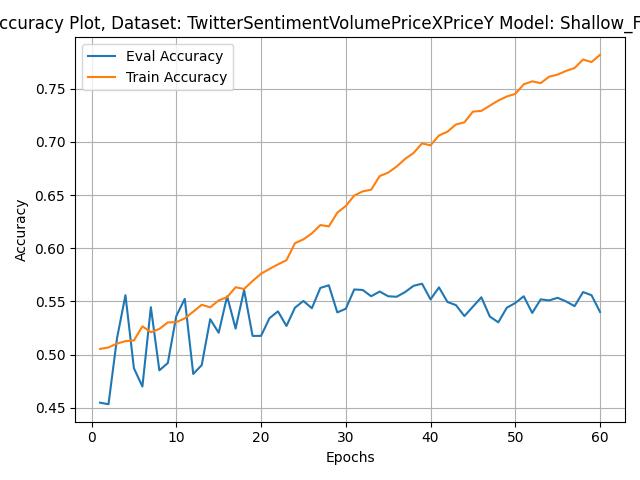 ccuracy Plot, Dataset: TwitterSentimentVolumePriceXPriceY Model: Shallow_F
Eval Accuracy
Train Accuracy
0.75
0.70
0.65
0.60
0.55
0.50
0.45
Accuracy
0 10 20 30 40 50 60
Epochs